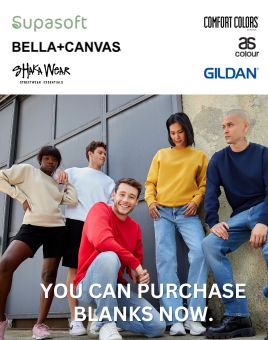 Supasoft
COMFORT COLORS
BELLA+CANVAS
as
colour
SHAKA WEAR
STREETWEAR ESSENTIALS
GILDAN
YOU CAN PURCHASE
BLANKS NOW.